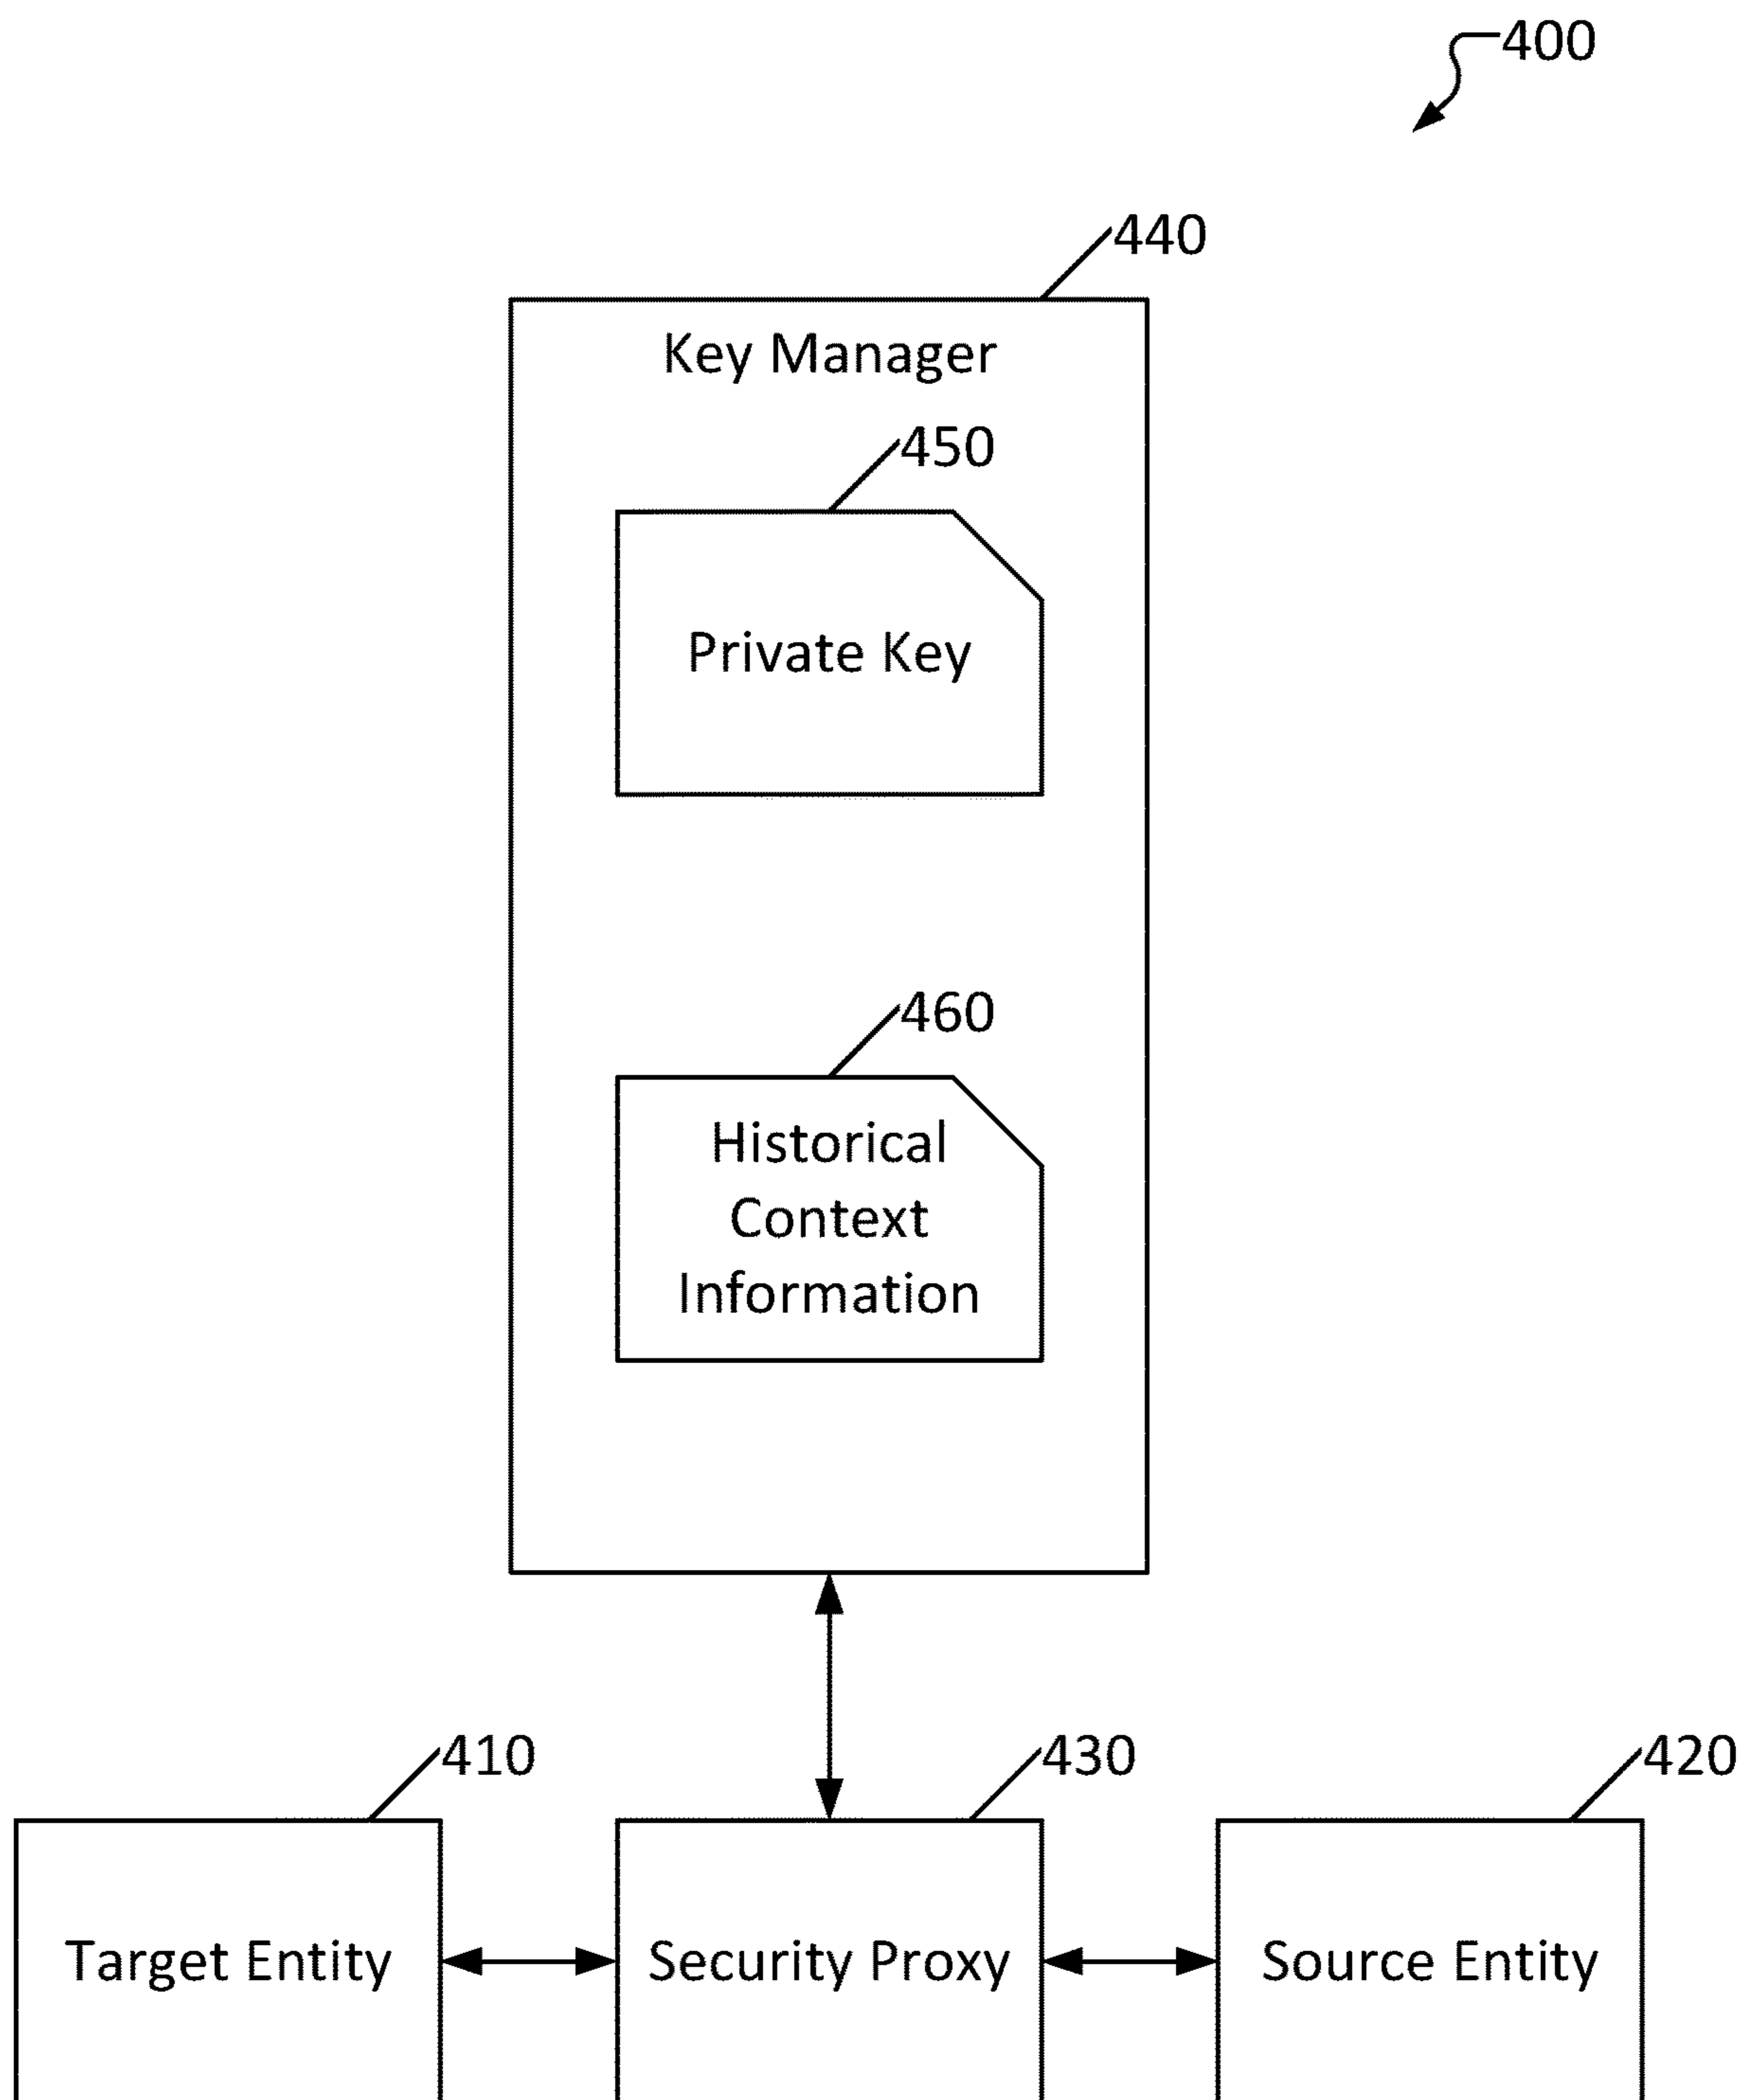 400
440
Key Manager
450
Private Key
460
Historical
Context
Information
410
430
420
Target Entity
Security Proxy
Source Entity